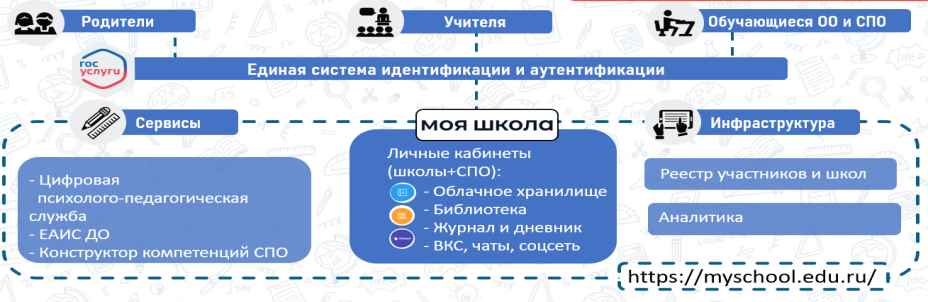 Родители
Учителя
Обучающиеся ОО и СПО
гос
услуги
Единая система идентификации и аутентификации
Сервисы
моя школа
Инфраструктура
- Цифровая
психолого-педагогическая
служба
- ЕАИС ДО
- Конструктор компетенций СПО
Личные кабинеты
(школы+СПО):
- Облачное хранилище
- Библиотека
- Журнал и дневник
- ВКС, чаты, соцсеть
Реестр участников и школ
Аналитика
https://myschool.edu.ru/